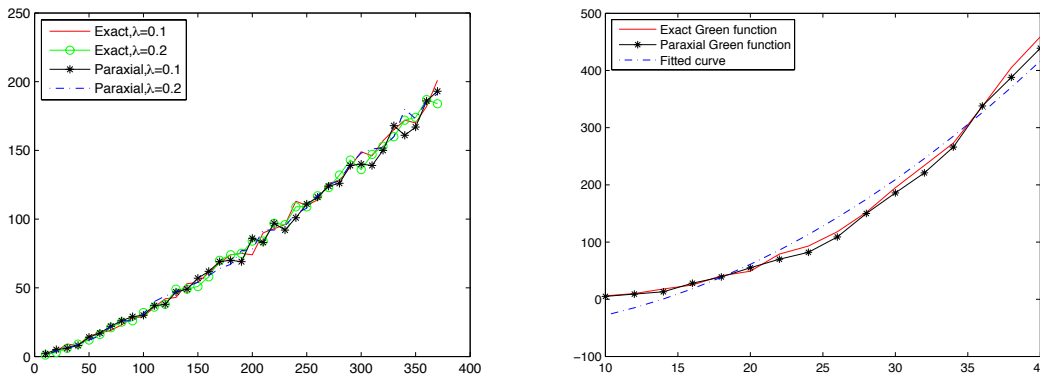 250
200
150
100
50
0
0 50 100 150 200 250 300 350 400
Exact,λ=0.1
Exact,λ=0.2
Paraxial,λ=0.1
Paraxial,λ=0.2
500
400
300
200
100
0
−100
10 15 20 25 30 35 40
Exact Green function
Paraxial Green function
Fitted curve